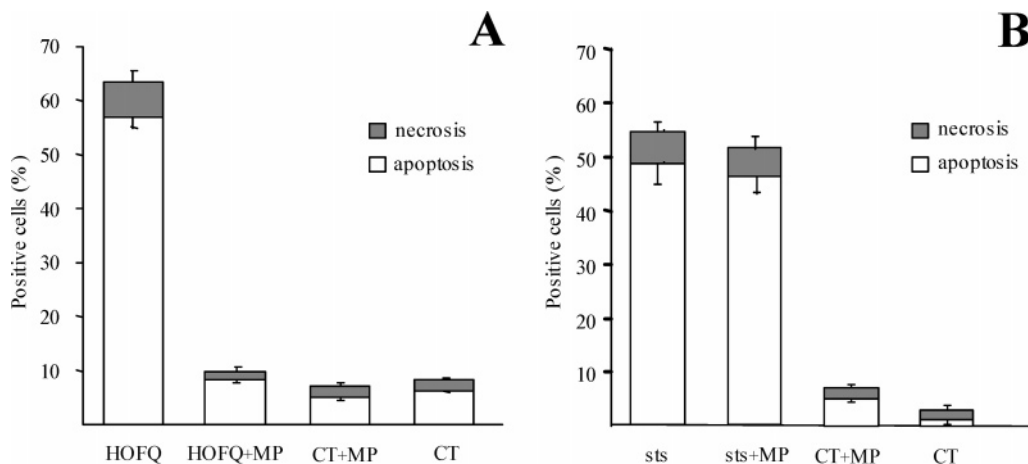 A
70
60
50
40
30
20
10
Positive cells (%)
necrosis
apoptosis
HOFQ HOFQ+MP CT+MP CT
B
70
60
50
40
30
20
10
Positive cells (%)
necrosis
apoptosis
sts sts+MP CT+MP CT